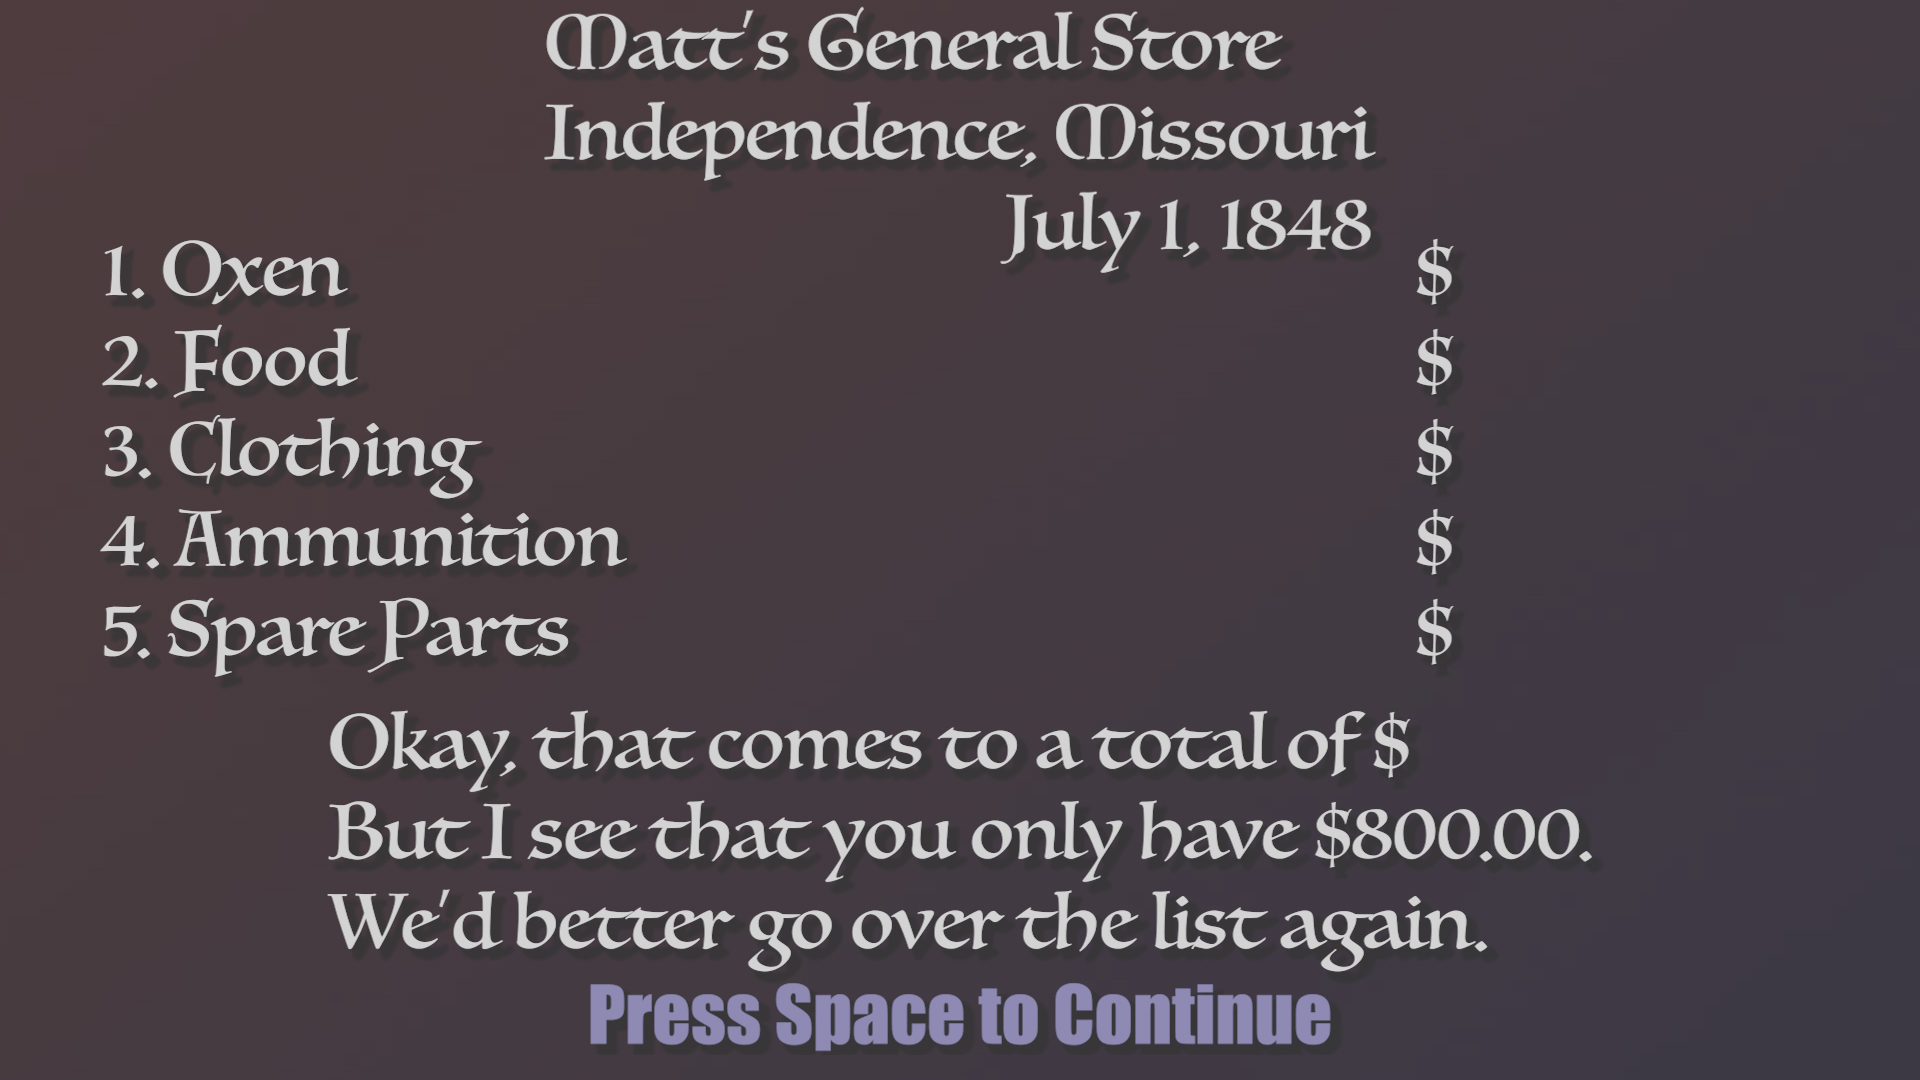 Matt's General Store
Independence, Missouri
July 1, 1848
1. Oxen $
2. Food $
3. Clothing $
4. Ammunition $
5. Spare Parts $
Okay, that comes to a total of $
But I see that you only have $800.00.
We'd better go over the list again.
Press Space to Continue